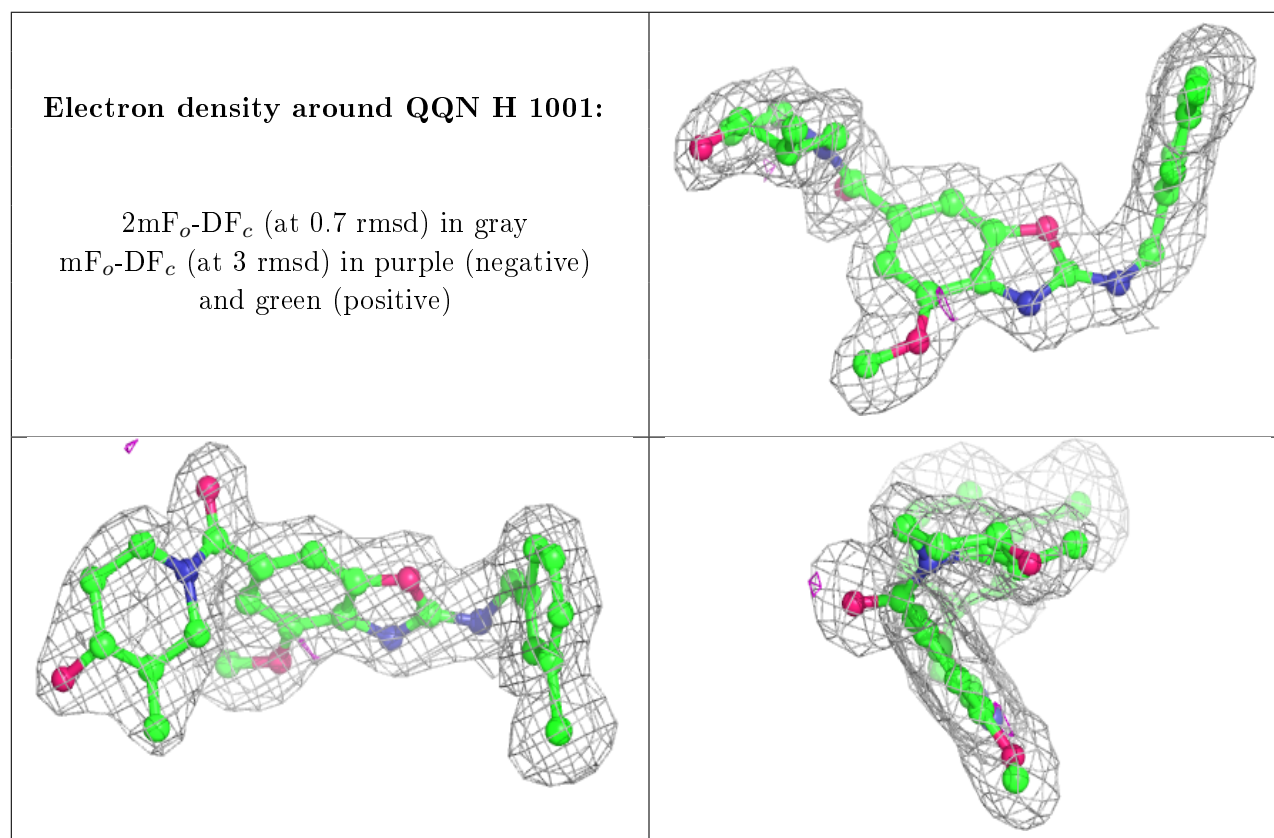 Electron density around QQN H 1001:
2mFₒ-DF𝑐 (at 0.7 rmsd) in gray
mFₒ-DF𝑐 (at 3 rmsd) in purple (negative)
and green (positive)